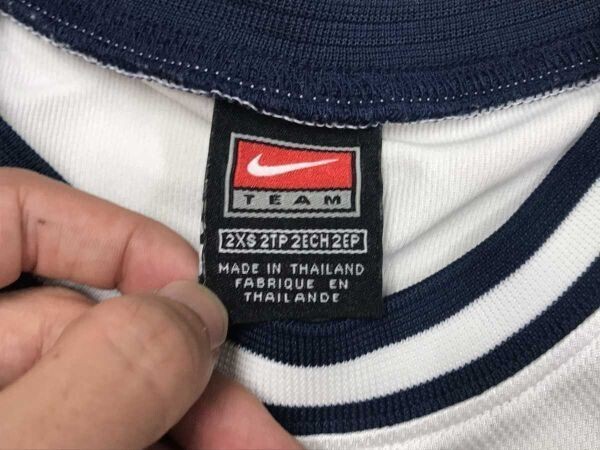 TEAM
2XS 2TP 2ECH 2EP
MADE IN THAILAND
FABRIQUE EN
THAILANDE